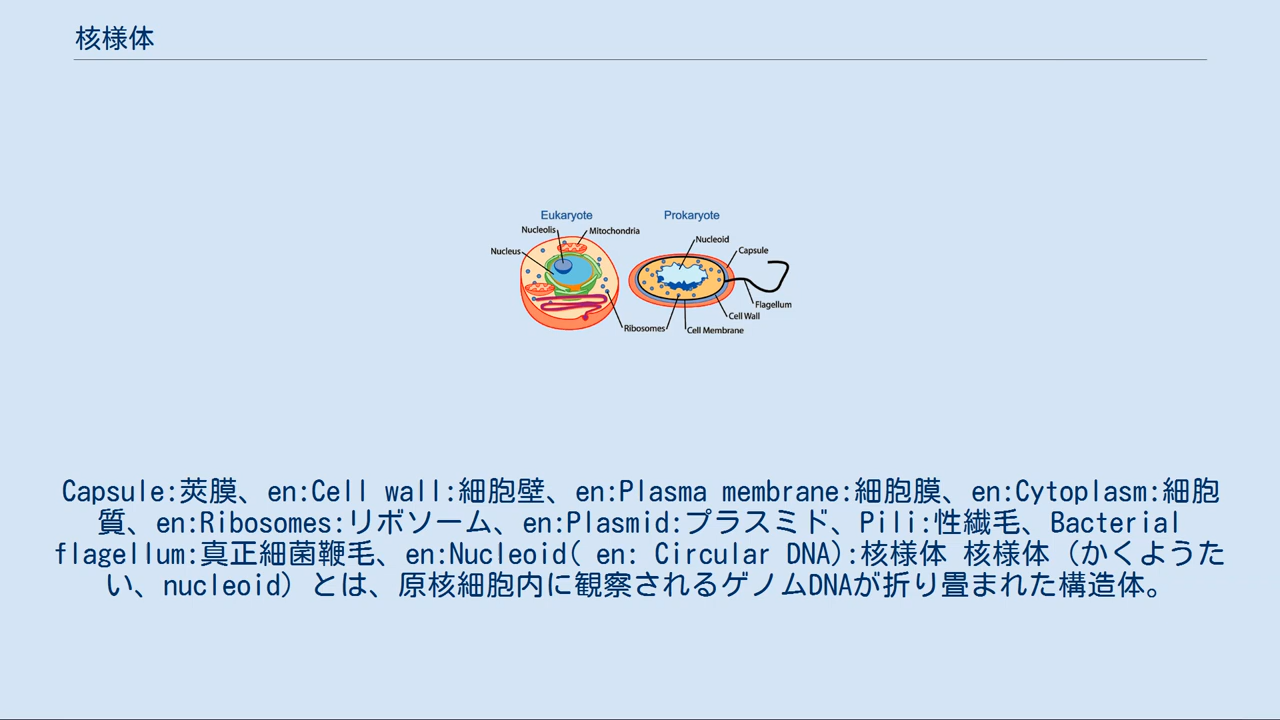 核様体
Eukaryote
Prokaryote
Nucleolis
Mitochondria
Nucleus
Nucleoid
Capsule
Flagellum
Cell Wall
Ribosomes
Cell Membrane
Capsule:莢膜、en:Cell wall:細胞壁、en:Plasma membrane:細胞膜、en:Cytoplasm:細胞
質、en:Ribosomes:リボソーム、en:Plasmid:プラスミド、Pili:性繊毛、Bacterial
flagellum:真正細菌鞭毛、en:Nucleoid( en: Circular DNA):核様体 核様体（かくようた
い、nucleoid）とは、原核細胞内に観察されるゲノムDNAが折り畳まれた構造体。